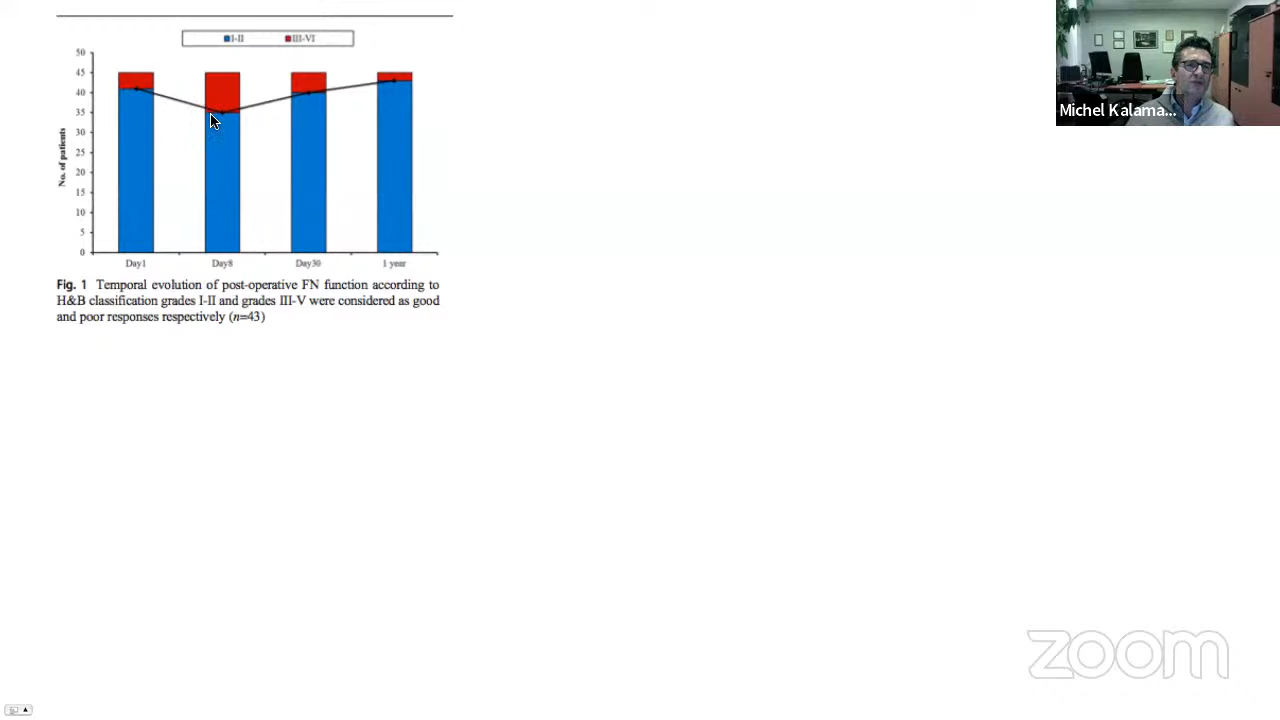 I-II III-VI
50
45
40
35
30
25
20
15
10
5
0
No. of patients
Day1 Day8 Day30 1 year
Fig. 1 Temporal evolution of post-operative FN function according to
H&B classification grades I-II and grades III-V were considered as good
and poor responses respectively (n=43)
Michel Kalama...
zoom